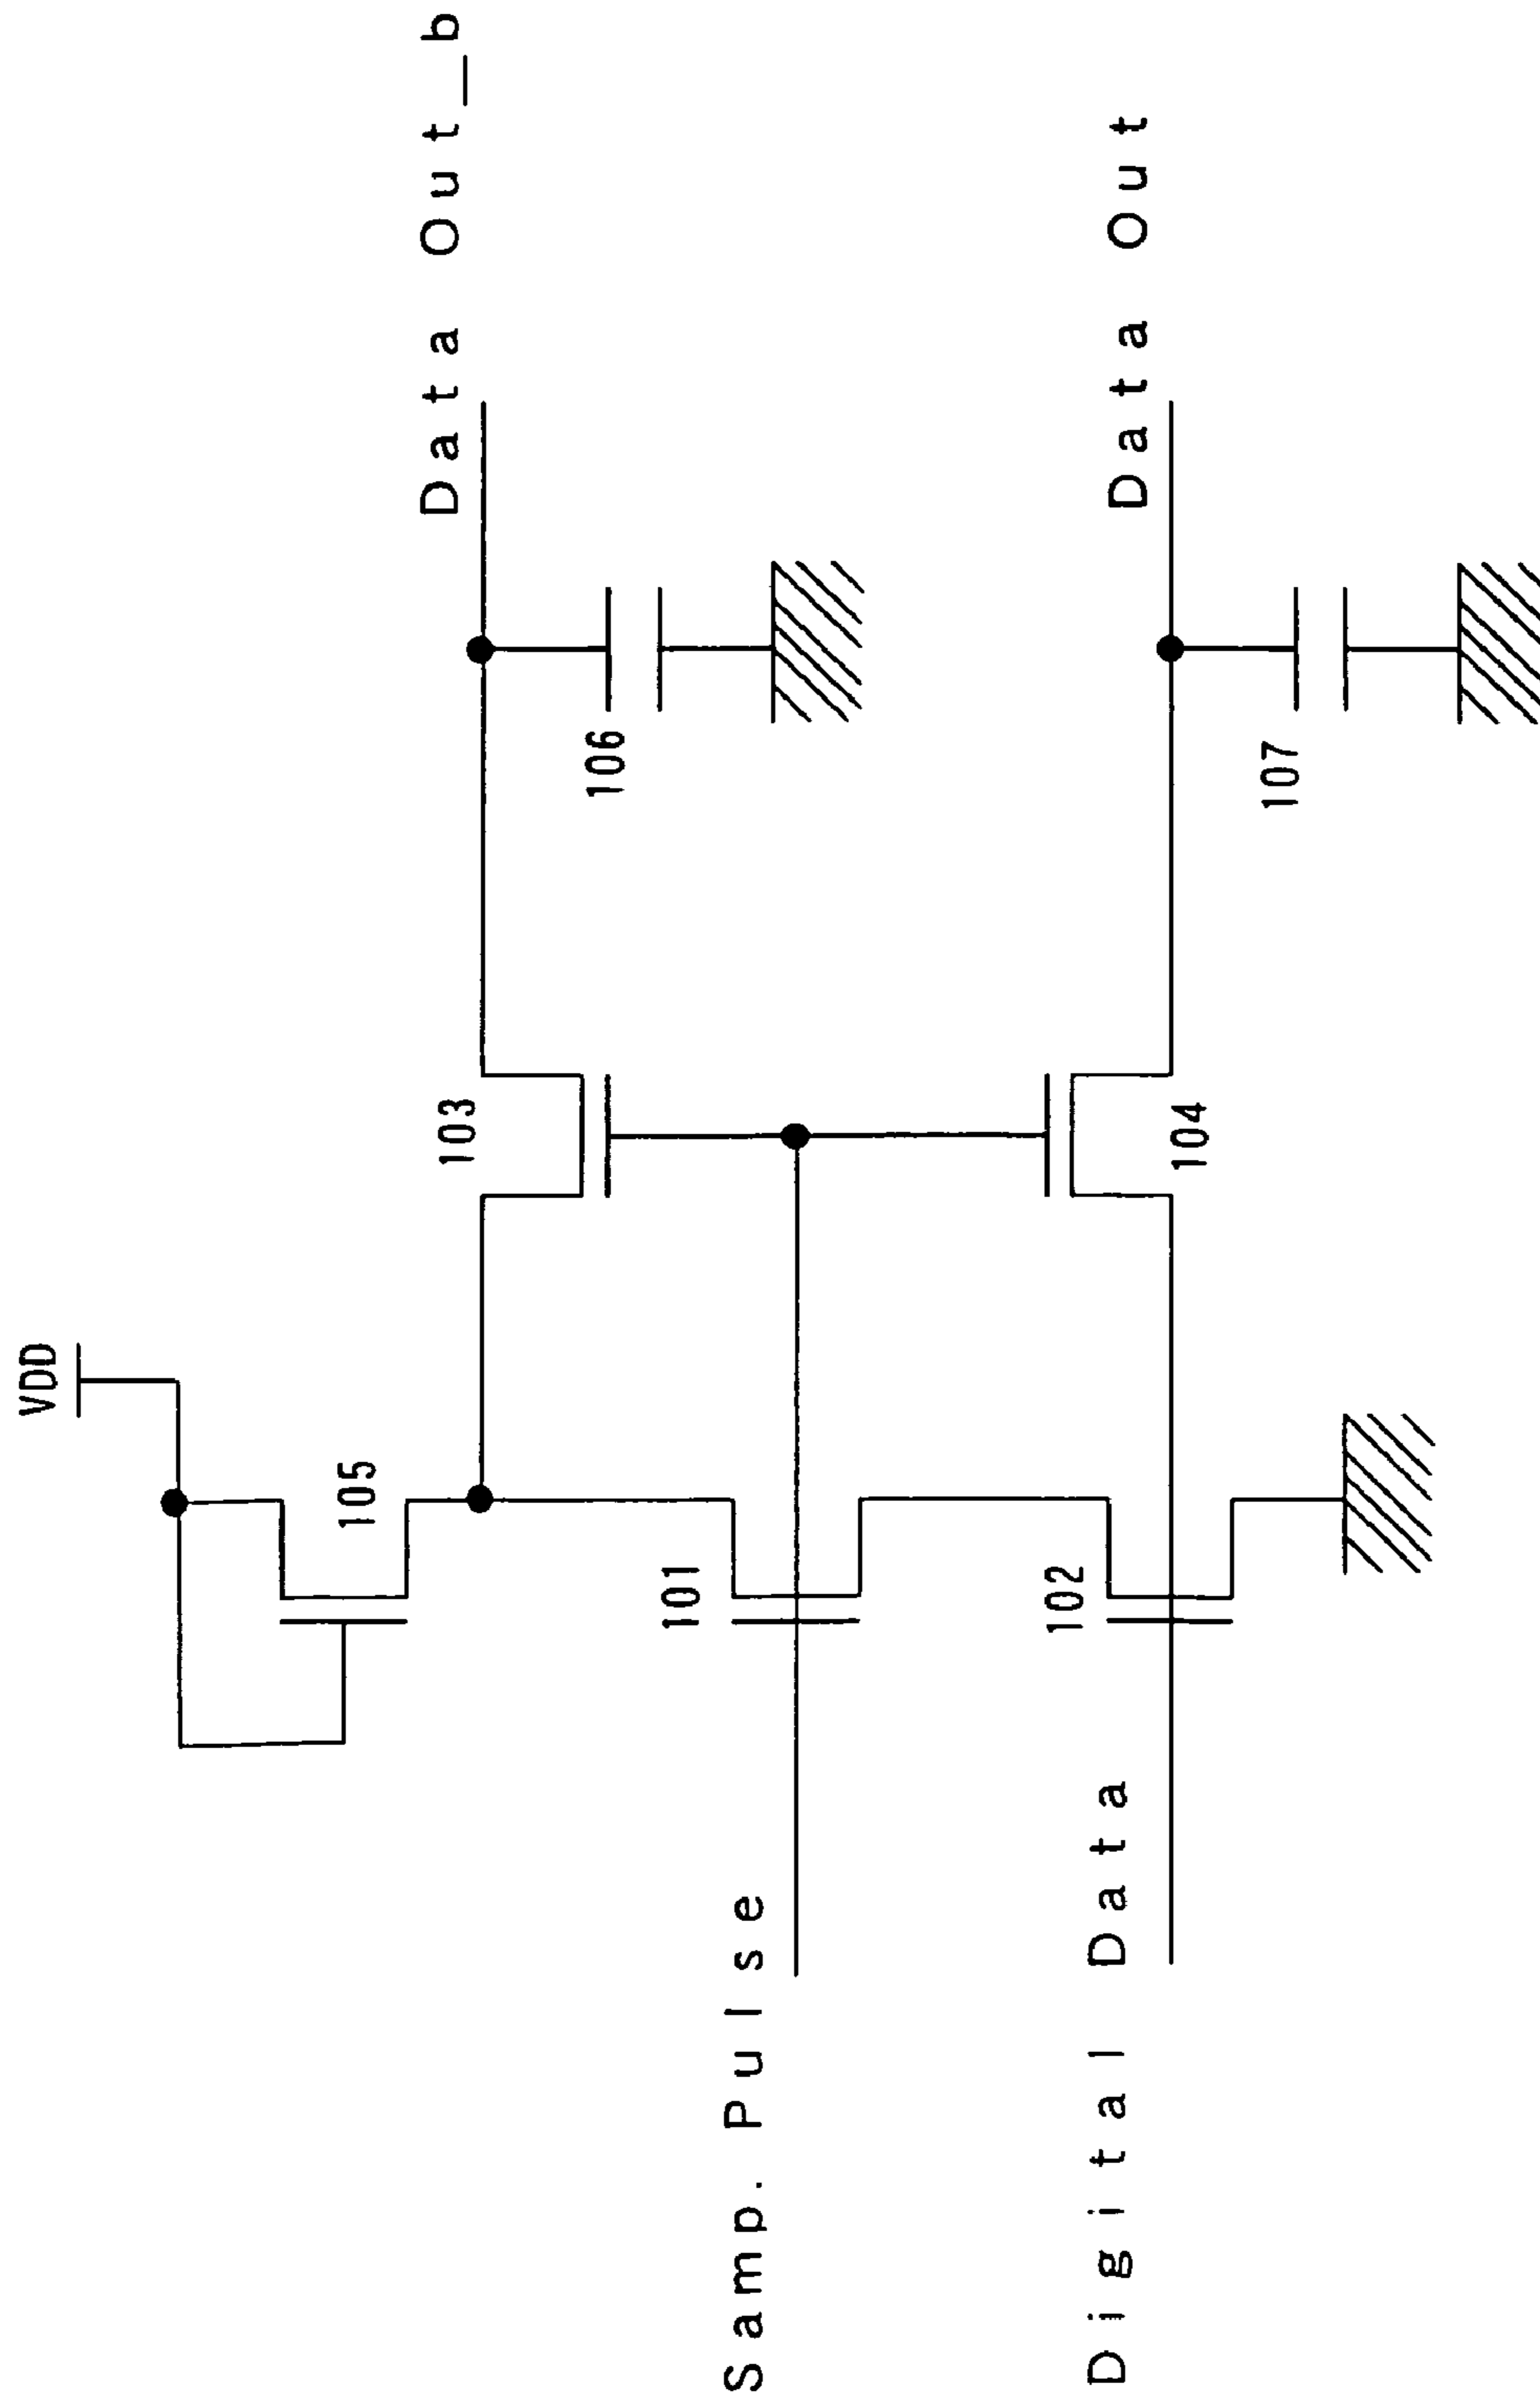 VDD
105
Data Out_b
103
106
101
Samp. Pulse
102
Digital Data
104
Data Out
107